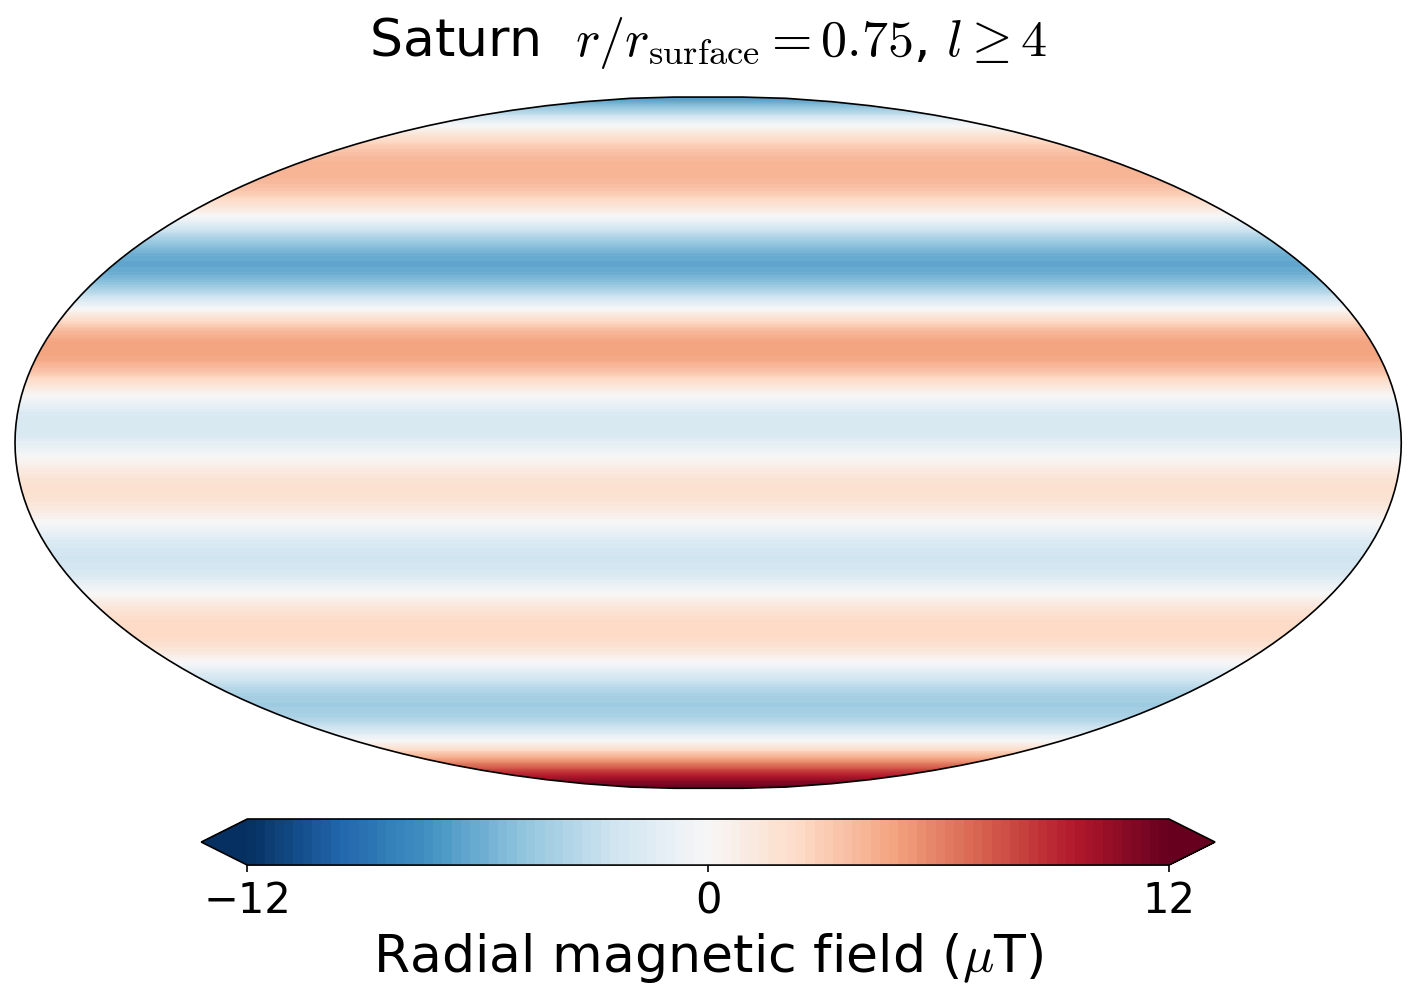 Saturn r/r_surface = 0.75, l ≥ 4
−12 0 12
Radial magnetic field (μT)